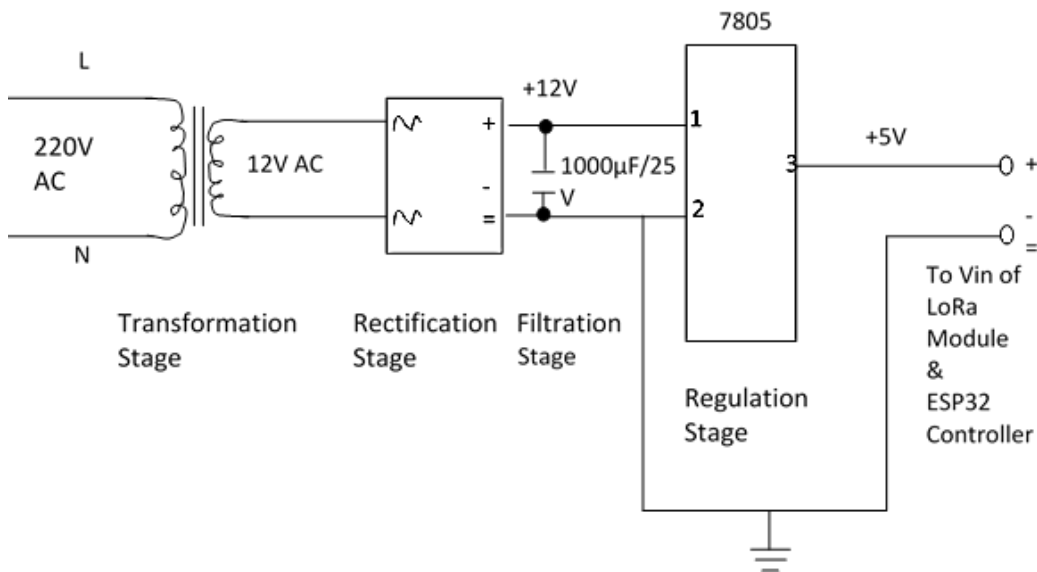 7805
L
+12V
1
+
220V
AC
12V AC
1000µF/25
V
3
+5V
+
-
=
2
-
=
N
To Vin of
LoRa
Module
&
ESP32
Controller
Transformation
Stage
Rectification
Stage
Filtration
Stage
Regulation
Stage